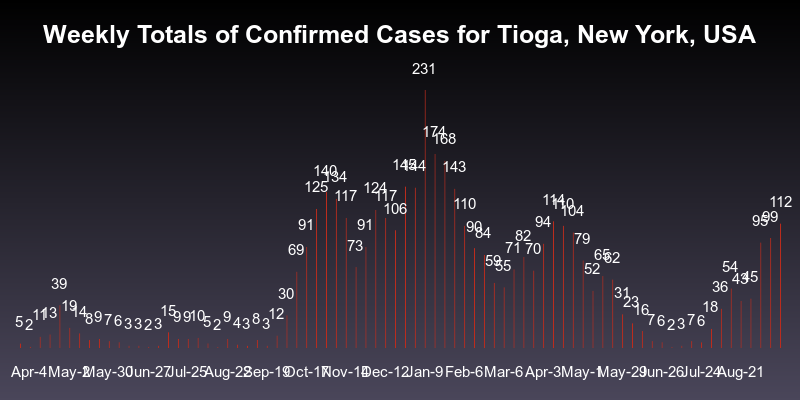 Weekly Totals of Confirmed Cases for Tioga, New York, USA
231
174
168
145 144 143
140 134
125 124
117 117
114 110 104
110 106
112
91 91 90 84
94
95 99
69 73
59 55 71 82 70
79 52 65 62
54 43 45
39
30
31 23 16
36
5 2 11 13 19 14 8 9 7 6 3 3 2 3 15 9 9 10 5 2 9 4 3 8 3 12
7 6 2 3 7 6 18
Apr-4 May-2 May-30 Jun-27 Jul-25 Aug-22 Sep-19 Oct-17 Nov-14 Dec-12 Jan-9 Feb-6 Mar-6 Apr-3 May-1 May-29 Jun-26 Jul-24 Aug-21